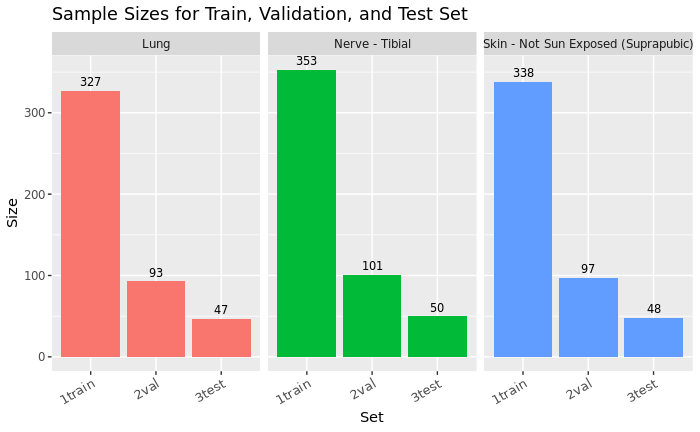 Sample Sizes for Train, Validation, and Test Set
Lung
Nerve - Tibial
Skin - Not Sun Exposed (Suprapubic)
Size
300
200
100
0
327
93
47
353
101
50
338
97
48
1train
2val
3test
1train
2val
3test
1train
2val
3test
Set